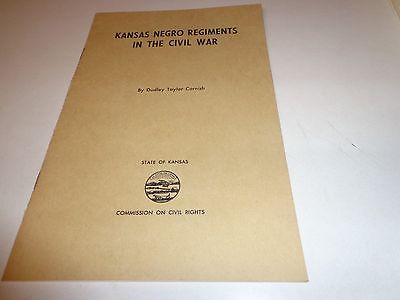 KANSAS NEGRO REGIMENTS
IN THE CIVIL WAR
By Dudley Taylor Cornish
STATE OF KANSAS
COMMISSION ON CIVIL RIGHTS